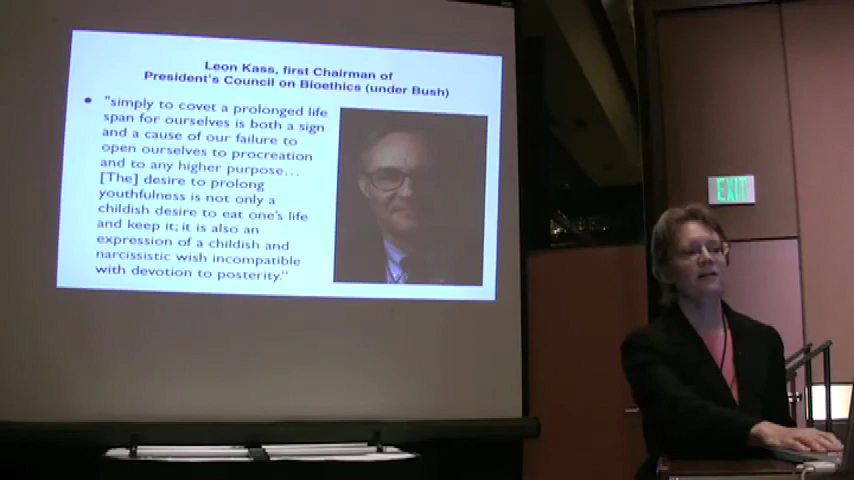 Leon Kass, first Chairman of
President's Council on Bioethics (under Bush)
• "simply to covet a prolonged life
span for ourselves is both a sign
and a cause of our failure to
open ourselves to procreation
and to any higher purpose...
[The] desire to prolong
youthfulness is not only a
childish desire to eat one's life
and keep it; it is also an
expression of a childish and
narcissistic wish incompatible
with devotion to posterity."
EXIT